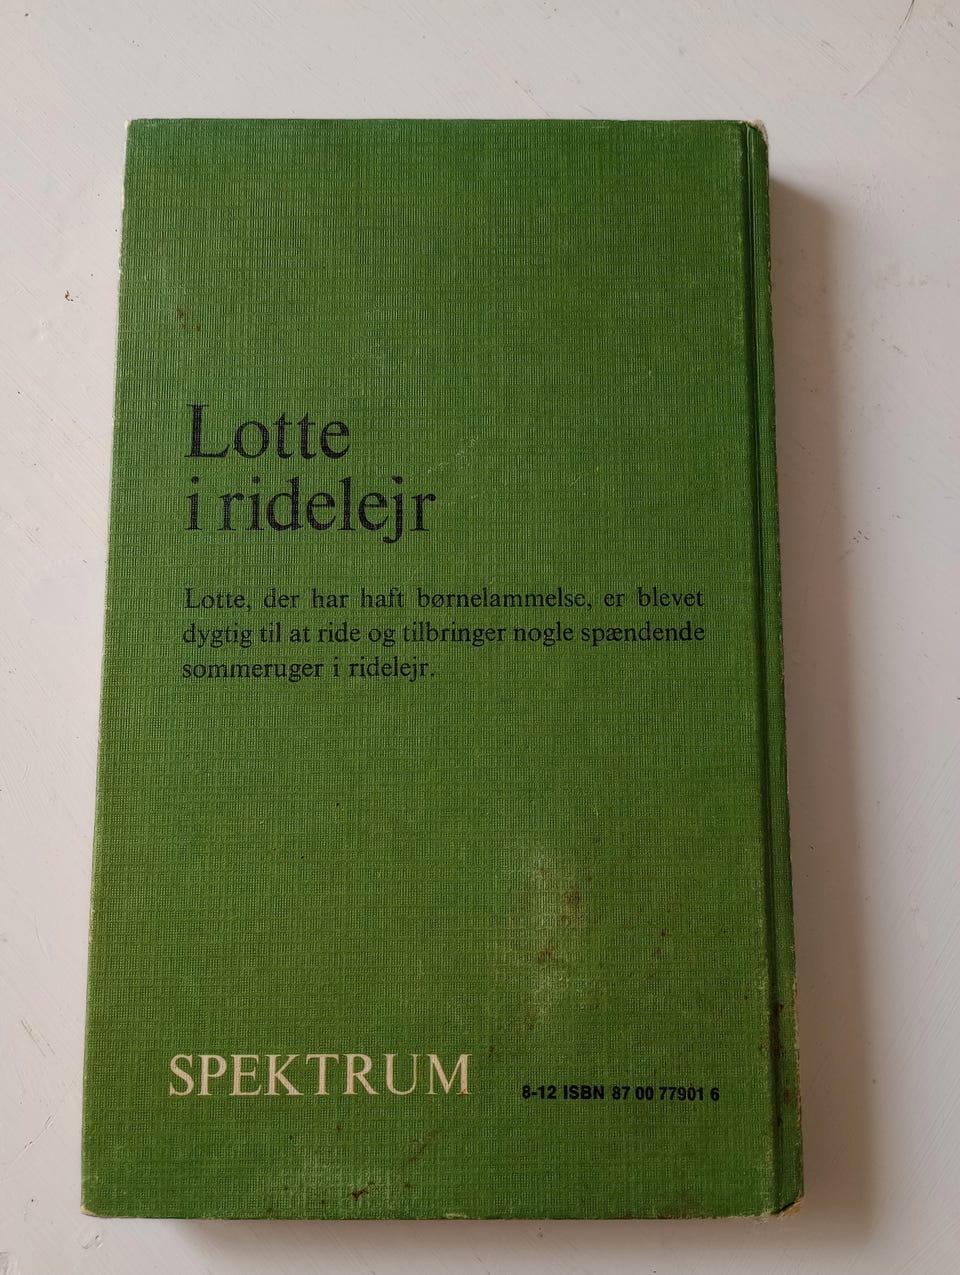 Lotte
i ridelejr
Lotte, der har haft børnelammelse, er blevet
dygtig til at ride og tilbringer nogle spændende
sommeruger i ridelejr.
SPEKTRUM
8-12 ISBN 87 00 77901 6